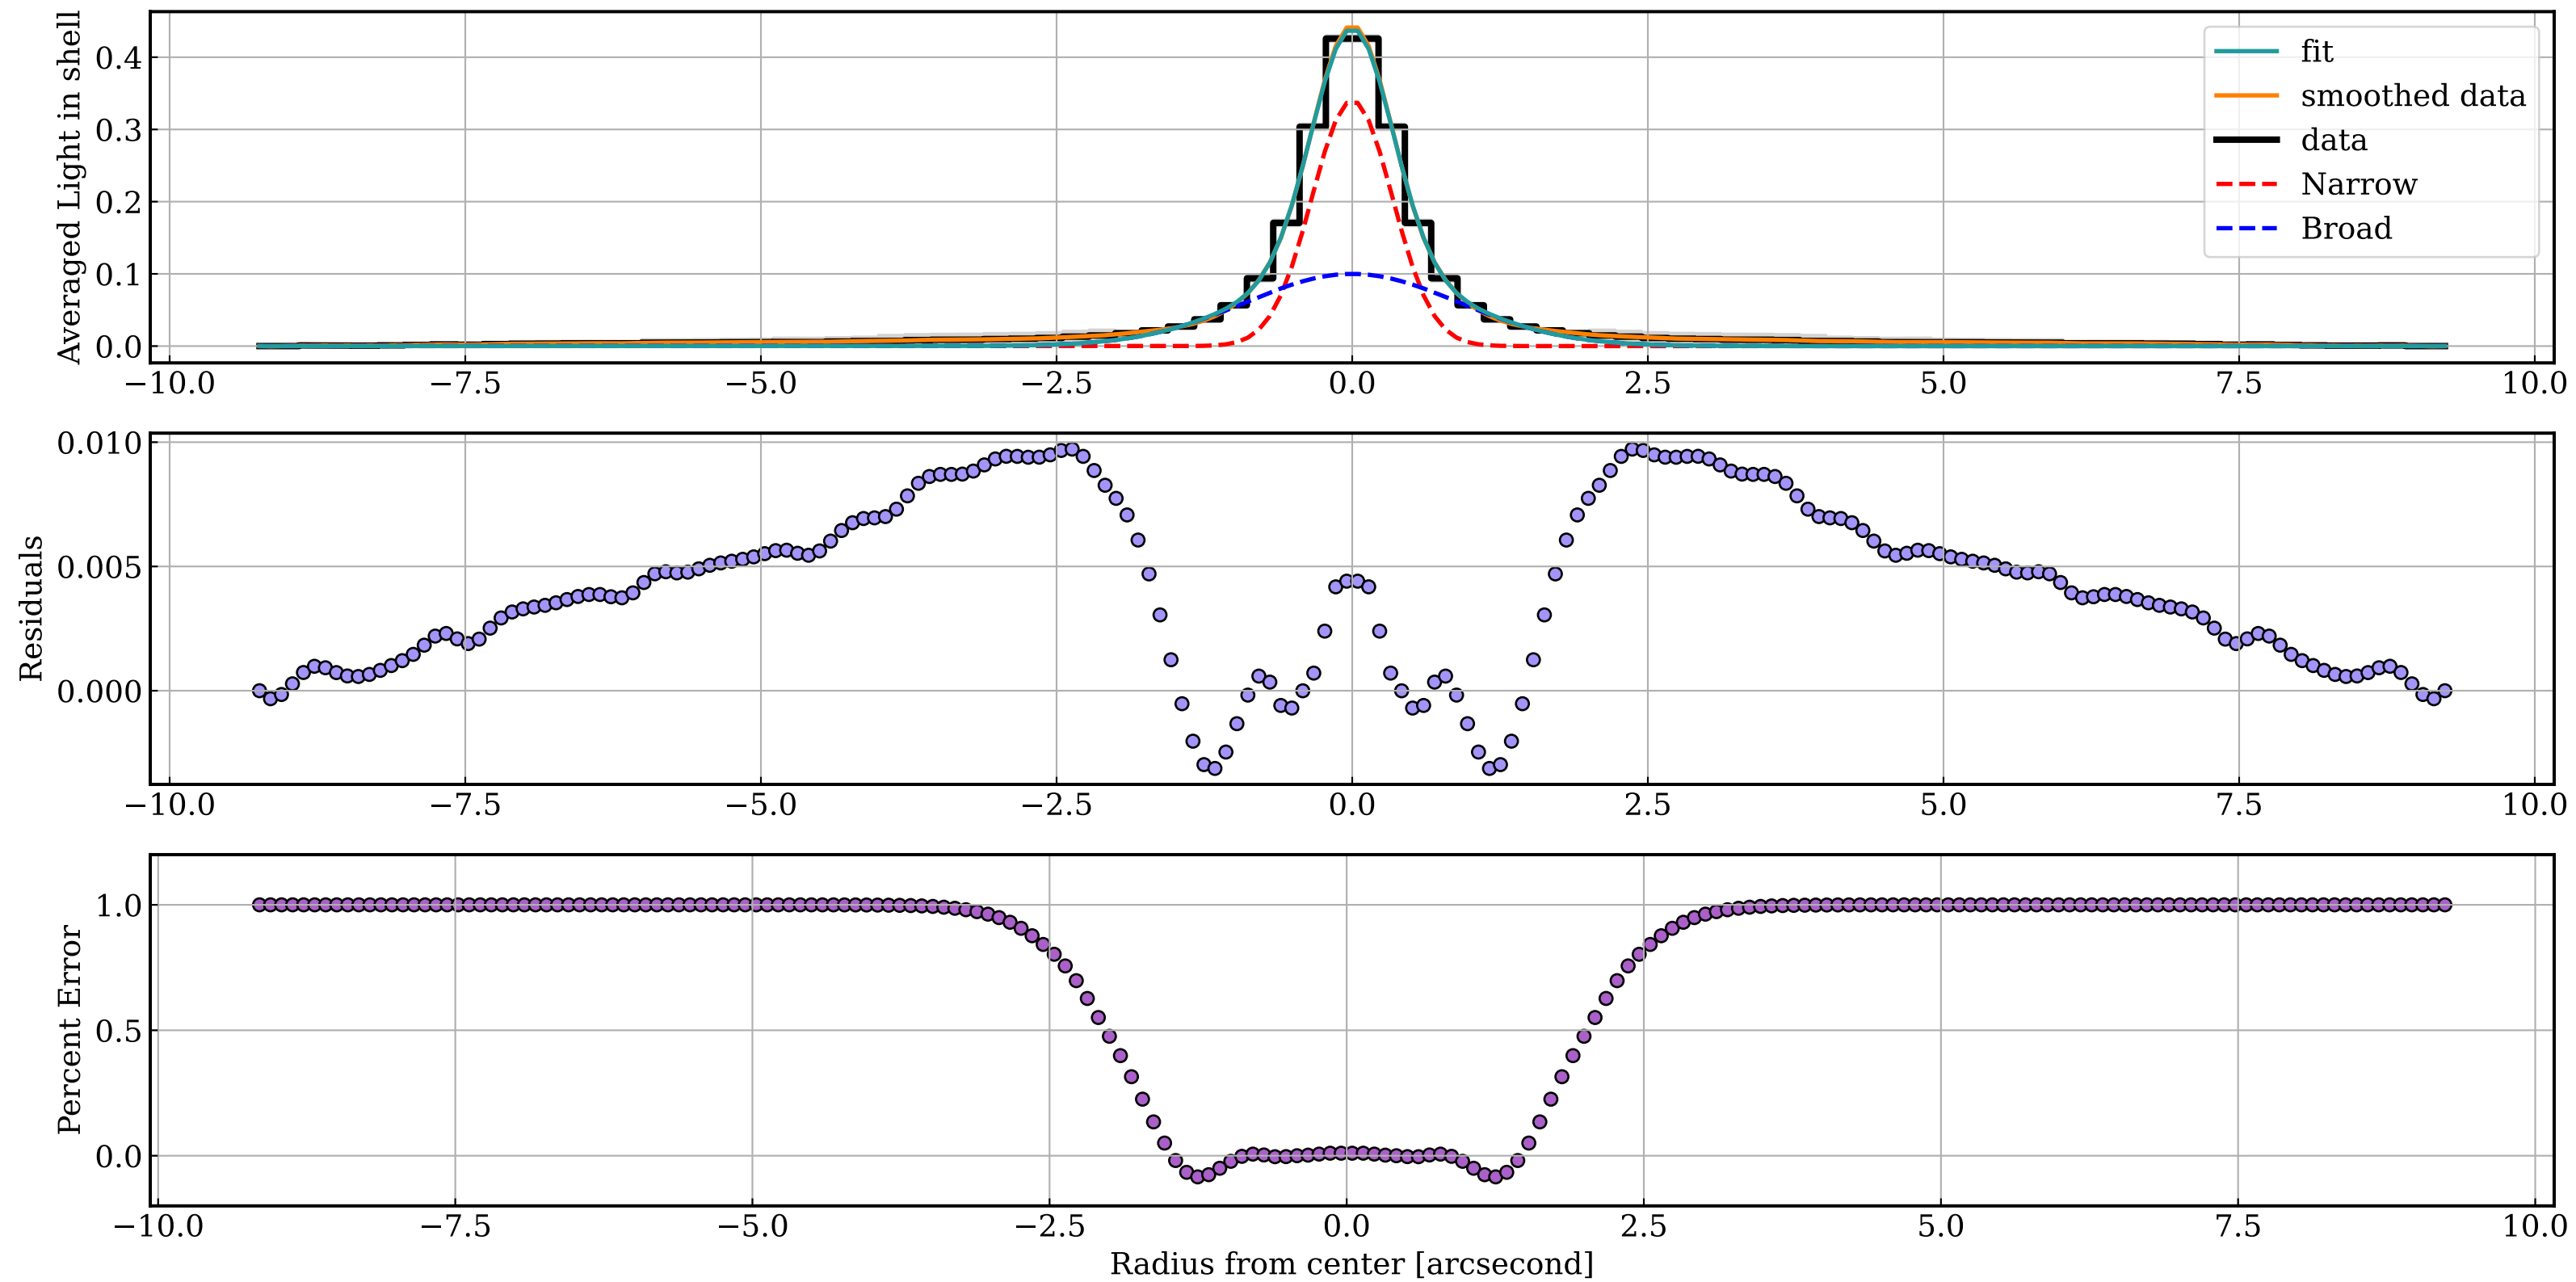 Averaged Light in shell
0.4
0.3
0.2
0.1
0.0
fit
smoothed data
data
Narrow
Broad
−10.0 −7.5 −5.0 −2.5 0.0 2.5 5.0 7.5 10.0
Residuals
0.010
0.005
0.000
−10.0 −7.5 −5.0 −2.5 0.0 2.5 5.0 7.5 10.0
Percent Error
1.0
0.5
0.0
−10.0 −7.5 −5.0 −2.5 0.0 2.5 5.0 7.5 10.0
Radius from center [arcsecond]